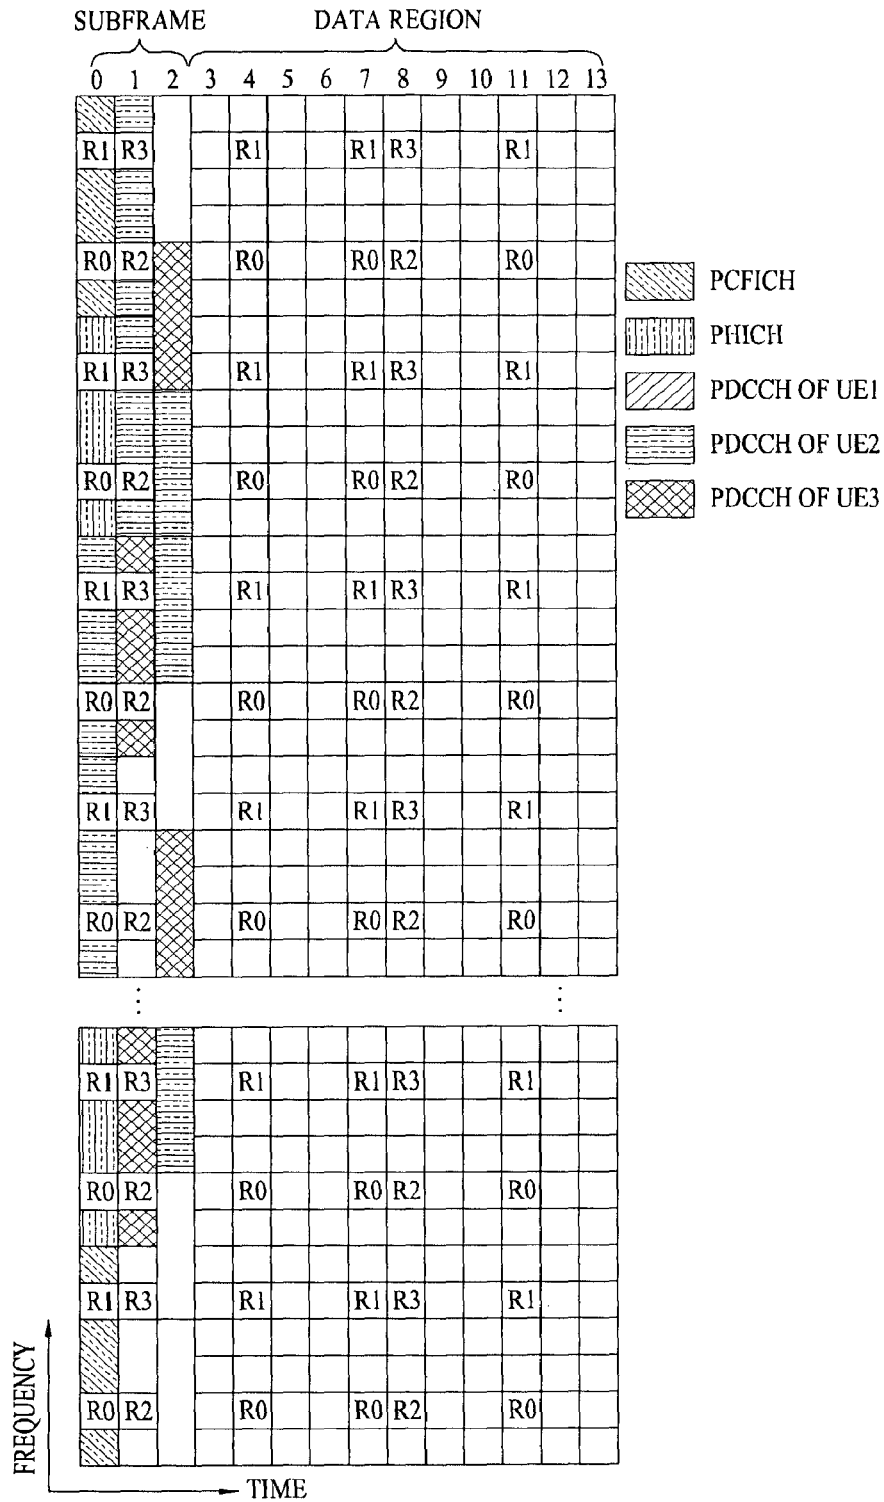 SUBFRAME DATA REGION
0 1 2 3 4 5 6 7 8 9 10 11 12 13
R1 R3 R1 R1 R3 R1
R0 R2 R0 R0 R2 R0
PCFICH
PHICH
R1 R3 R1 R1 R3 R1
PDCCH OF UE1
PDCCH OF UE2
R0 R2 R0 R0 R2 R0
PDCCH OF UE3
R1 R3 R1 R1 R3 R1
R0 R2 R0 R0 R2 R0
R1 R3 R1 R1 R3 R1
R0 R2 R0 R0 R2 R0
R1 R3 R1 R1 R3 R1
R0 R2 R0 R0 R2 R0
R1 R3 R1 R1 R3 R1
R0 R2 R0 R0 R2 R0
FREQUENCY
TIME